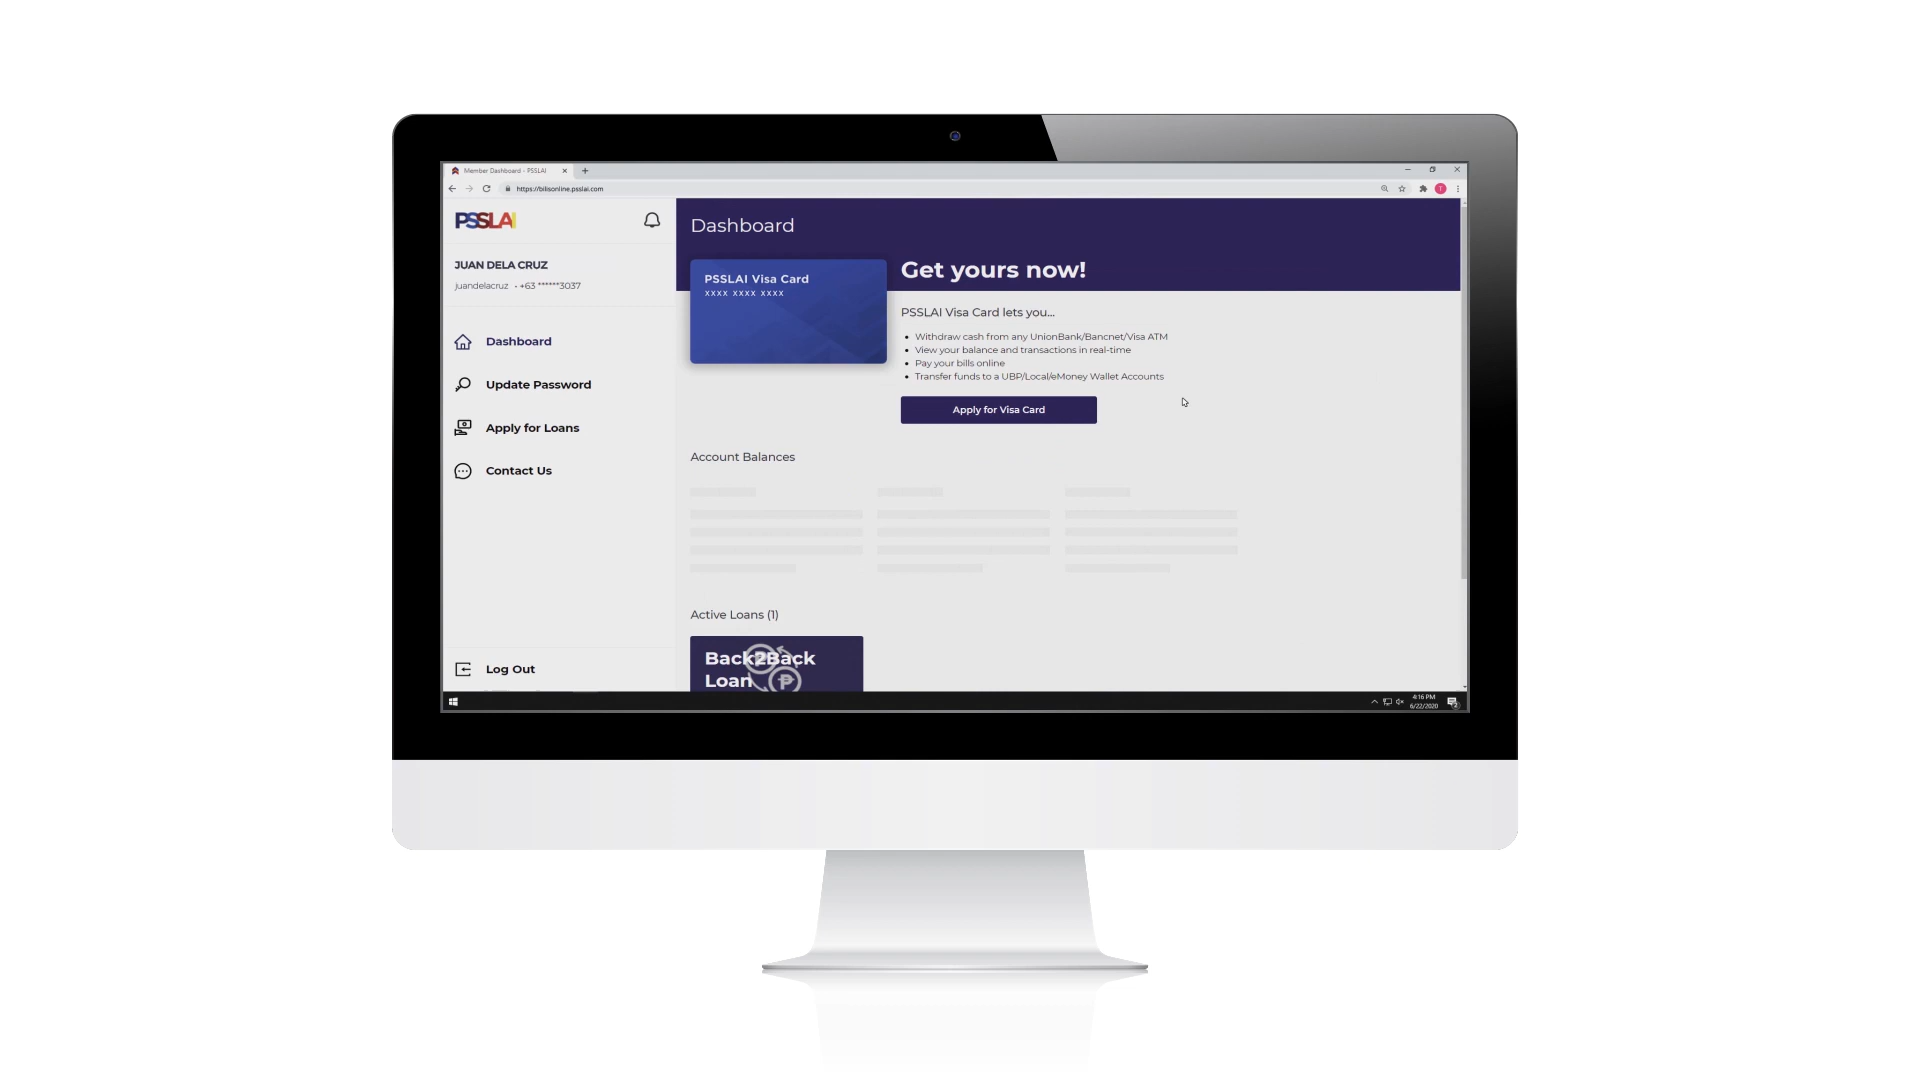 Member Dashboard - PSSLAI
https://bilisonline.psslai.com
T
PSSLAI
JUAN DELA CRUZ
juandelacruz • +63 ******3037
Dashboard
Update Password
Apply for Loans
Contact Us
Log Out
Dashboard
PSSLAI Visa Card
XXXX XXXX XXXX
Get yours now!
PSSLAI Visa Card lets you...
• Withdraw cash from any UnionBank/Bancnet/Visa ATM
• View your balance and transactions in real-time
• Pay your bills online
• Transfer funds to a UBP/Local/eMoney Wallet Accounts
Apply for Visa Card
Account Balances
Active Loans (1)
Back2Back
Loan
4:16 PM
6/22/2020